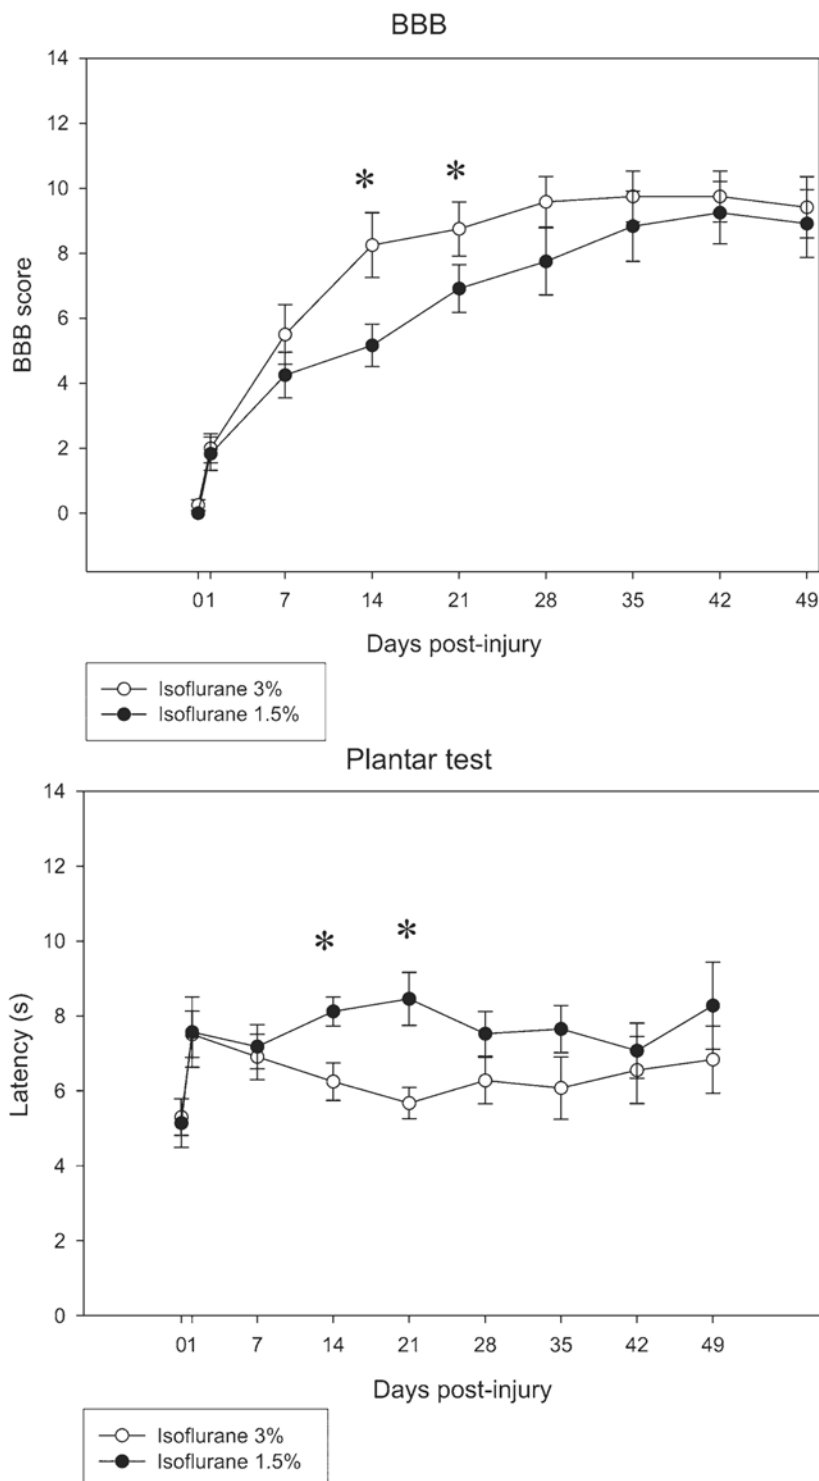 BBB
14
12
10
8
6
4
2
0
* *
BBB score
01 7 14 21 28 35 42 49
Days post-injury
Isoflurane 3%
Isoflurane 1.5%
Plantar test
14
12
10
8
6
4
2
0
* *
Latency (s)
01 7 14 21 28 35 42 49
Days post-injury
Isoflurane 3%
Isoflurane 1.5%